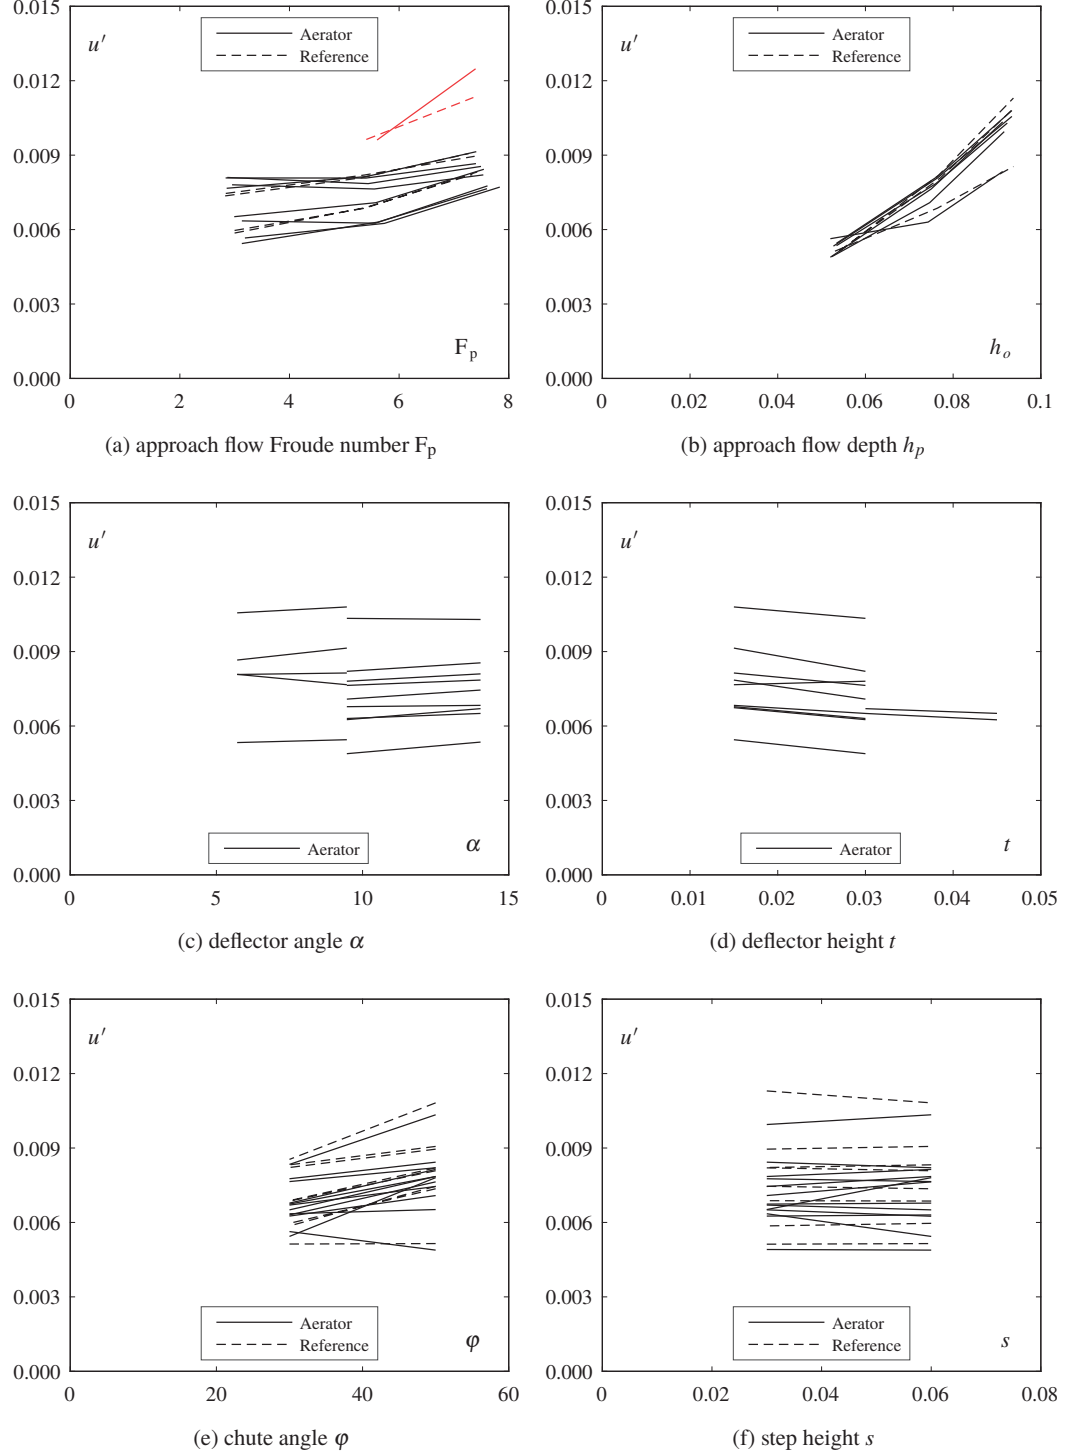 0.015
0.012
0.009
0.006
0.003
0.000
u′
Aerator
Reference
F_p
0 2 4 6 8
(a) approach flow Froude number F_p
0.015
0.012
0.009
0.006
0.003
0.000
u′
Aerator
Reference
h_o
0.00 0.02 0.04 0.06 0.08 0.1
(b) approach flow depth h_p
0.015
0.012
0.009
0.006
0.003
0.000
u′
Aerator
α
0 5 10 15
(c) deflector angle α
0.015
0.012
0.009
0.006
0.003
0.000
u′
Aerator
t
0.00 0.01 0.02 0.03 0.04 0.05
(d) deflector height t
0.015
0.012
0.009
0.006
0.003
0.000
u′
Aerator
Reference
φ
0 20 40 60
(e) chute angle φ
0.015
0.012
0.009
0.006
0.003
0.000
u′
Aerator
Reference
s
0.00 0.02 0.04 0.06 0.08
(f) step height s